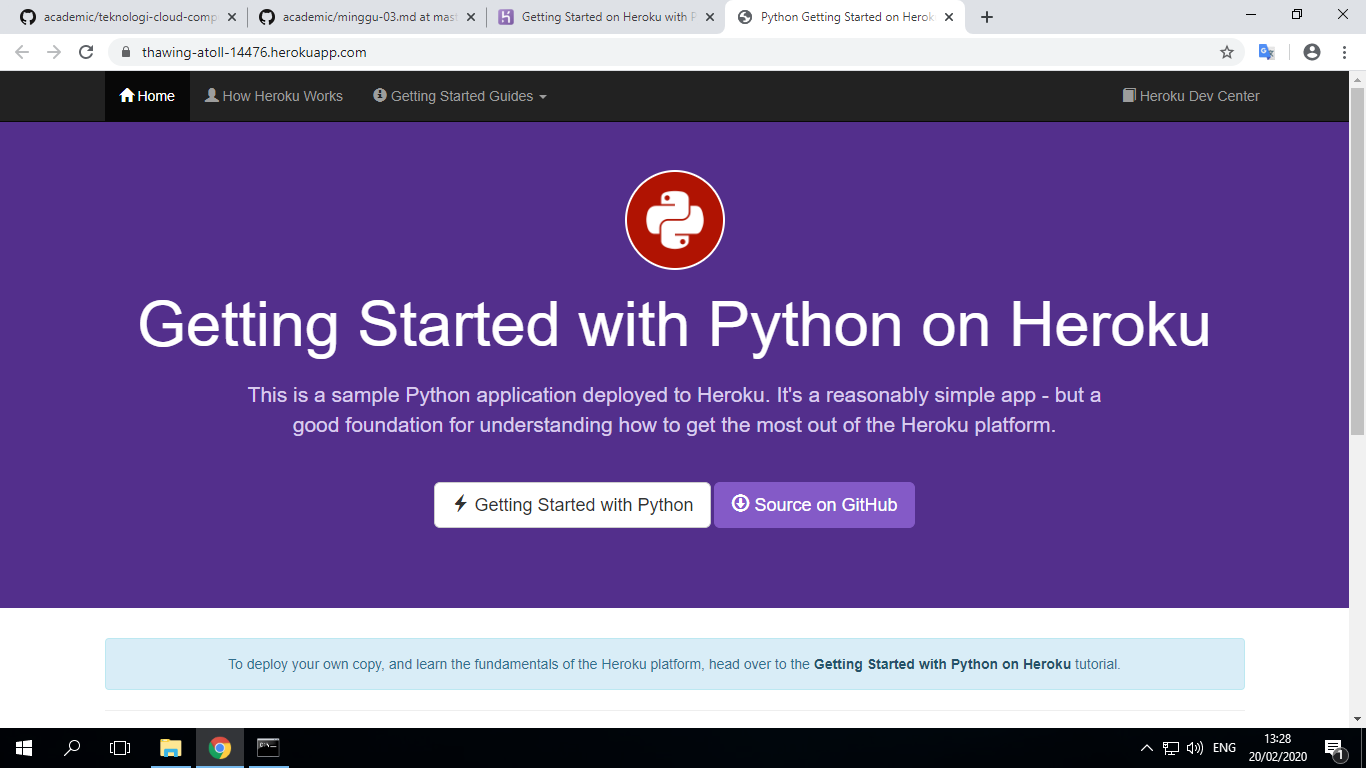 academic/teknologi-cloud-comp
academic/minggu-03.md at mast
Getting Started on Heroku with P
Python Getting Started on Herok
thawing-atoll-14476.herokuapp.com
Home
How Heroku Works
Getting Started Guides
Heroku Dev Center
Getting Started with Python on Heroku
This is a sample Python application deployed to Heroku. It's a reasonably simple app - but a
good foundation for understanding how to get the most out of the Heroku platform.
Getting Started with Python
Source on GitHub
To deploy your own copy, and learn the fundamentals of the Heroku platform, head over to the Getting Started with Python on Heroku tutorial.
ENG
13:28
20/02/2020
1